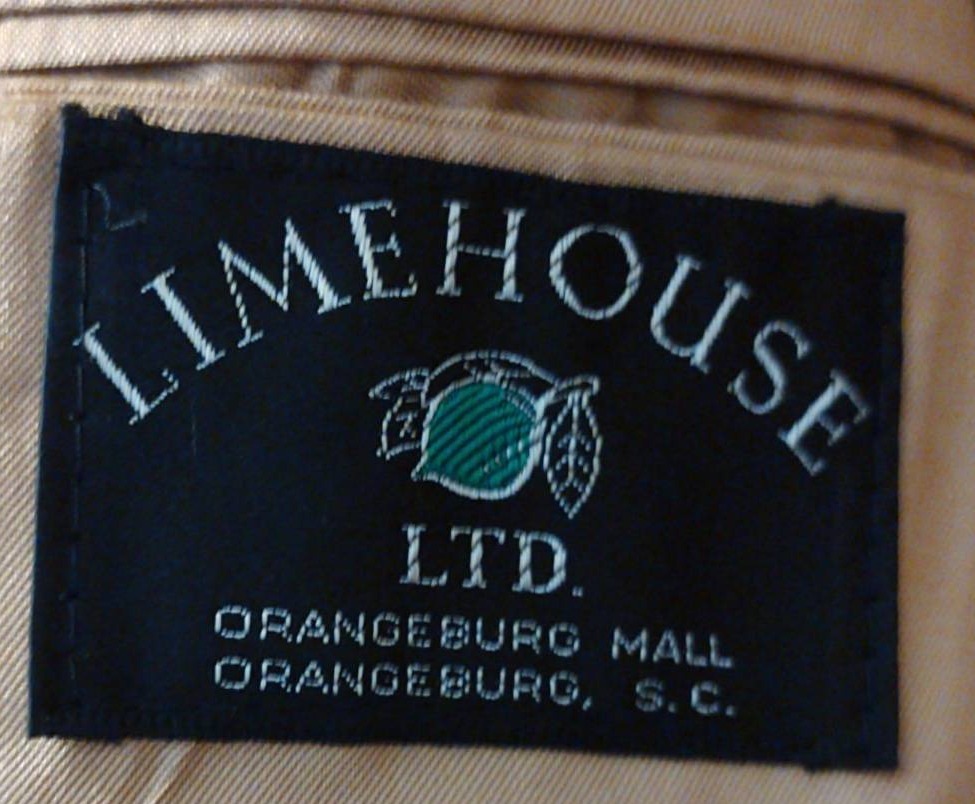 LIMEHOUSE
LTD.
ORANGEBURG MALL
ORANGEBURG, S.C.